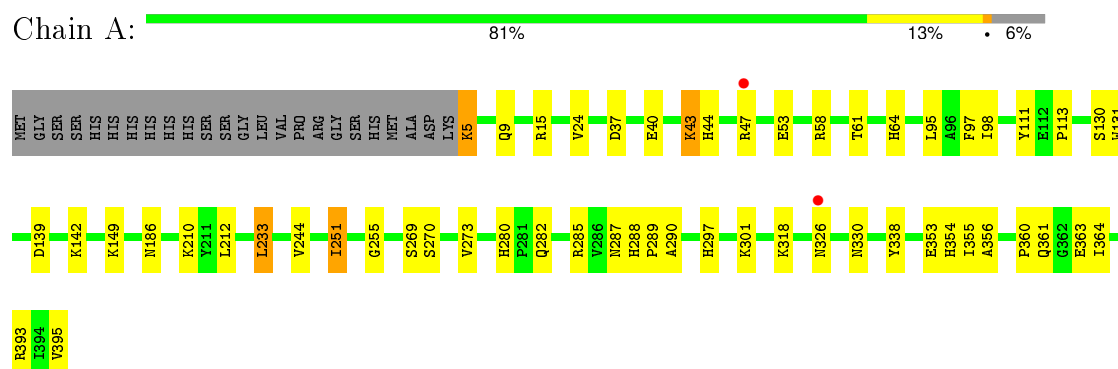 Chain A:
81% 13% • 6%
MET GLY SER SER HIS HIS HIS HIS HIS HIS SER SER GLY LEU VAL PRO ARG GLY SER HIS MET ALA ASP LYS K5 Q9 R15 V24 D37 E40 K43 H44 R47 E53 R58 T61 H64 L95 A96 F97 I98 Y111 E112 P113 S130 W131
D139 K142 K149 N186 K210 Y211 L212 L233 V244 I251 G255 S269 S270 V273 H280 P281 Q282 R285 V286 N287 H288 P289 A290 H297 K301 K318 N326 N330 Y338 E353 H354 I355 A356 P360 Q361 G362 E363 I364
R393 I394 V395